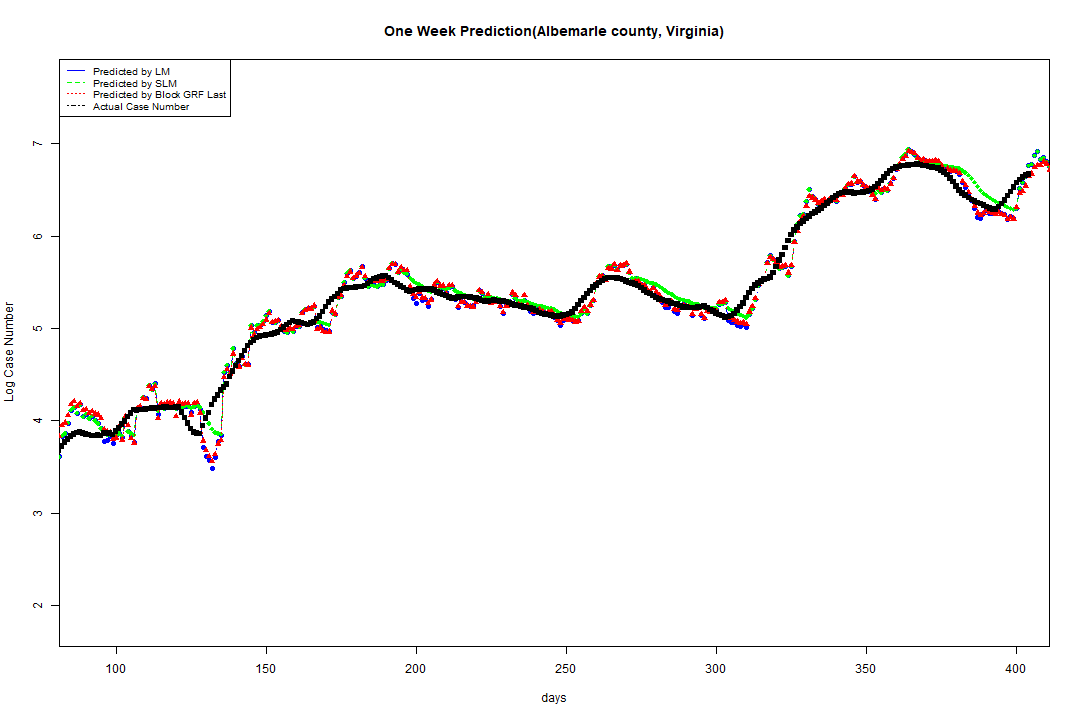 One Week Prediction(Albemarle county, Virginia)
Predicted by LM
Predicted by SLM
Predicted by Block GRF Last
Actual Case Number
7
6
5
4
3
2
Log Case Number
100 150 200 250 300 350 400
days